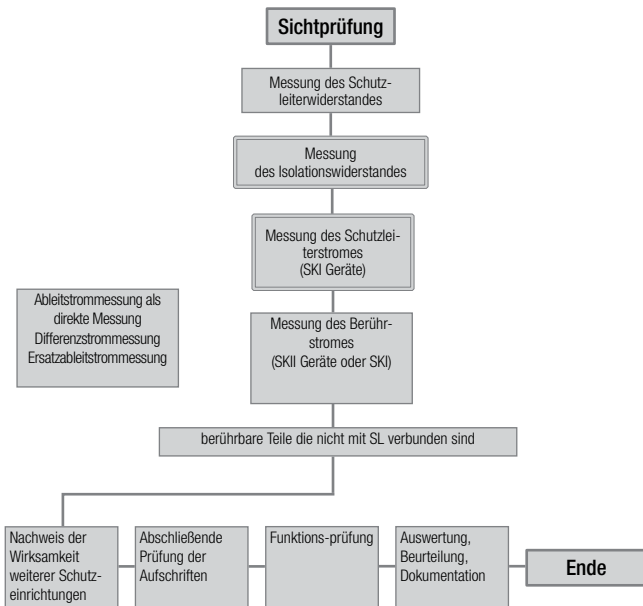 Sichtprüfung
Messung des Schutz-
leiterwiderstandes
Messung
des Isolationswiderstandes
Messung des Schutzlei-
terstromes
(SKI Geräte)
Ableitstrommessung als
direkte Messung
Differenzstrommessung
Ersatzableitstrommessung
Messung des Berühr-
stromes
(SKII Geräte oder SKI)
berührbare Teile die nicht mit SL verbunden sind
Nachweis der
Wirksamkeit
weiterer Schutz-
einrichtungen
Abschließende
Prüfung der
Aufschriften
Funktions-prüfung
Auswertung,
Beurteilung,
Dokumentation
Ende